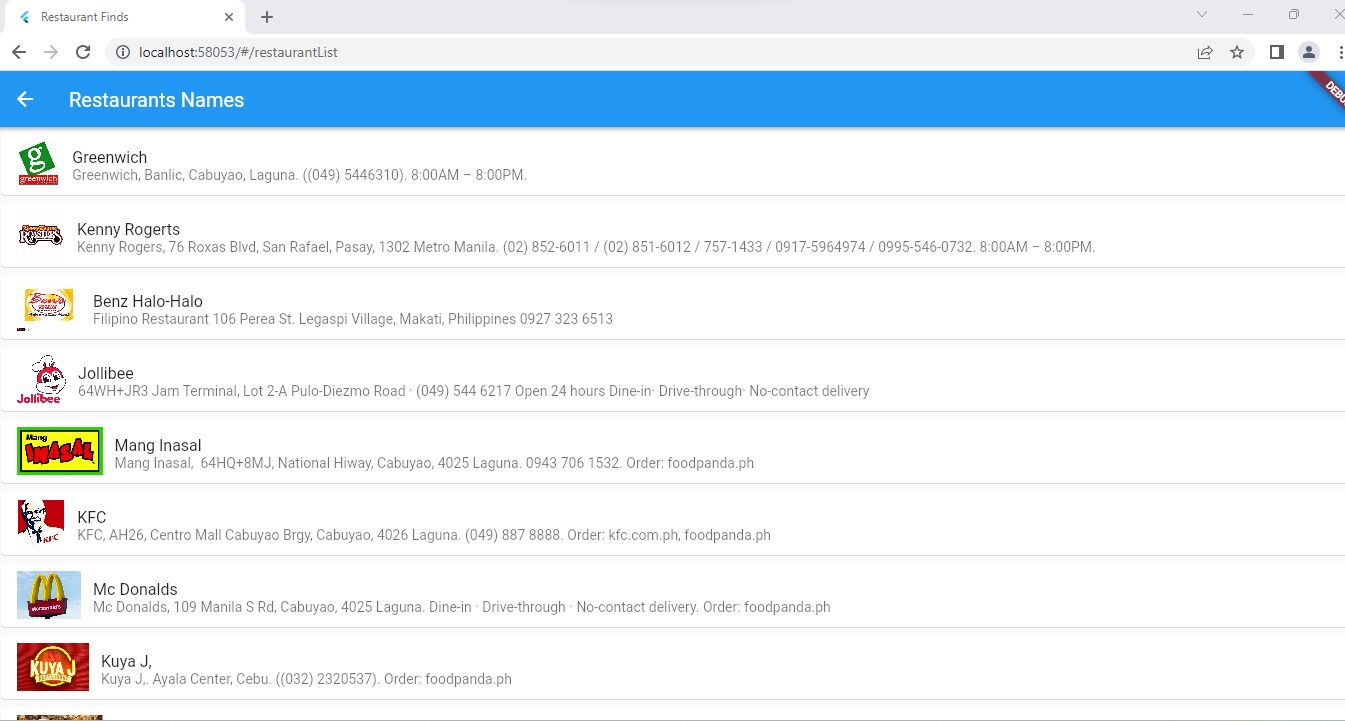 Restaurant Finds
localhost:58053/#/restaurantList
Restaurants Names
DEBU
g
greenwich
Greenwich
Greenwich, Banlic, Cabuyao, Laguna. ((049) 5446310). 8:00AM – 8:00PM.
ROASTERS
Kenny Rogerts
Kenny Rogers, 76 Roxas Blvd, San Rafael, Pasay, 1302 Metro Manila. (02) 852-6011 / (02) 851-6012 / 757-1433 / 0917-5964974 / 0995-546-0732. 8:00AM – 8:00PM.
Benz Halo-Halo
Filipino Restaurant 106 Perea St. Legaspi Village, Makati, Philippines 0927 323 6513
Jollibee
Jollibee
64WH+JR3 Jam Terminal, Lot 2-A Pulo-Diezmo Road · (049) 544 6217 Open 24 hours Dine-in· Drive-through· No-contact delivery
Mang
INASAL
Mang Inasal
Mang Inasal,  64HQ+8MJ, National Hiway, Cabuyao, 4025 Laguna. 0943 706 1532. Order: foodpanda.ph
KFC
KFC
KFC, AH26, Centro Mall Cabuyao Brgy, Cabuyao, 4026 Laguna. (049) 887 8888. Order: kfc.com.ph, foodpanda.ph
McDonald's
Mc Donalds
Mc Donalds, 109 Manila S Rd, Cabuyao, 4025 Laguna. Dine-in · Drive-through · No-contact delivery. Order: foodpanda.ph
KUYA J
RESTAURANT
Kuya J,
Kuya J,. Ayala Center, Cebu. ((032) 2320537). Order: foodpanda.ph